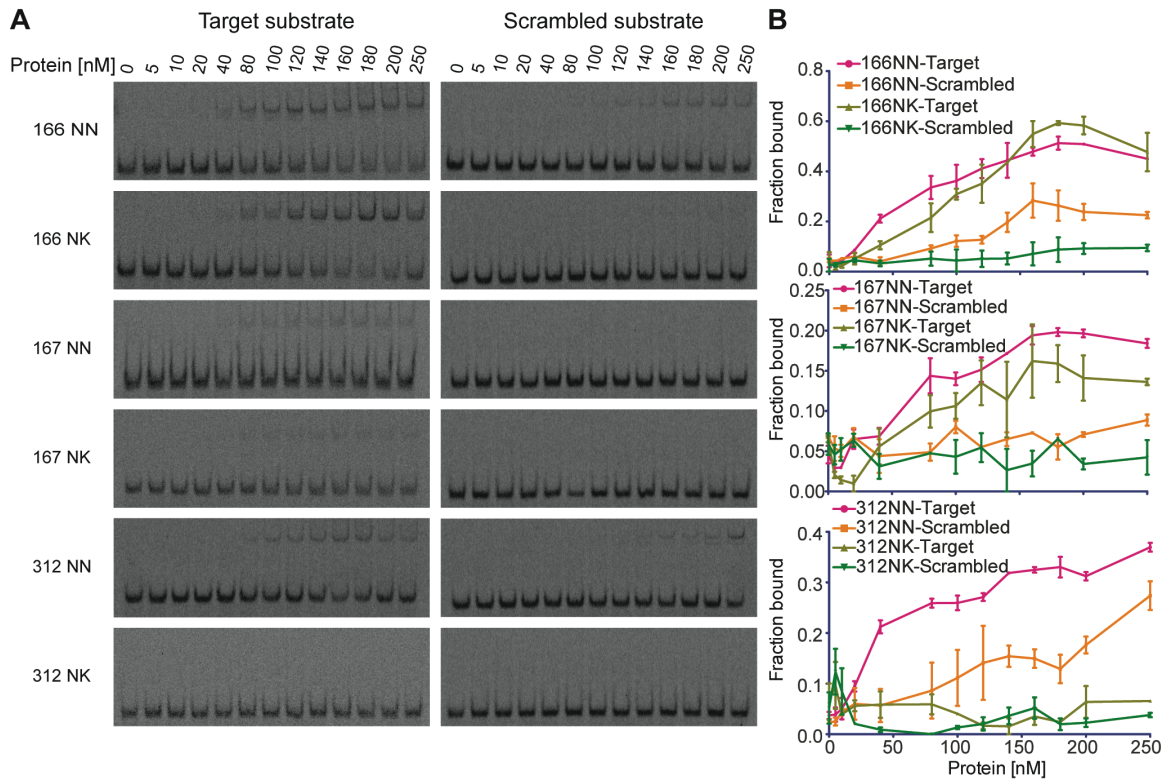 A
Target substrate
Scrambled substrate
Protein [nM]
0 5 10 20 40 80 100 120 140 160 180 200 250
0 5 10 20 40 80 100 120 140 160 180 200 250
166 NN
166 NK
167 NN
167 NK
312 NN
312 NK
B
166NN-Target
166NN-Scrambled
166NK-Target
166NK-Scrambled
0.8
0.6
0.4
0.2
0.0
Fraction bound
167NN-Target
167NN-Scrambled
167NK-Target
167NK-Scrambled
0.25
0.20
0.15
0.10
0.05
0.00
Fraction bound
312NN-Target
312NN-Scrambled
312NK-Target
312NK-Scrambled
0.4
0.3
0.2
0.1
0.0
Fraction bound
0 50 100 150 200 250
Protein [nM]